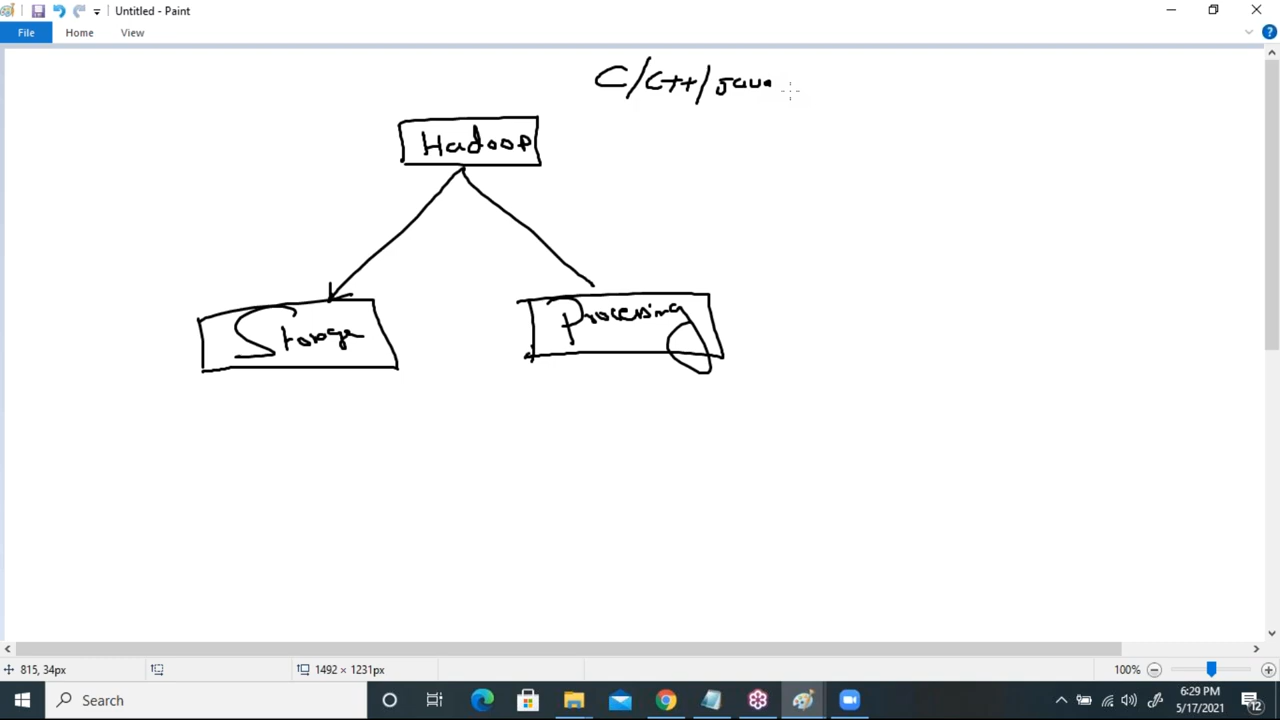 Untitled - Paint
File Home View
C/C++/Java
Hadoop
Storage
Processing
815, 34px
1492 × 1231px
100%
Search
6:29 PM
5/17/2021
12